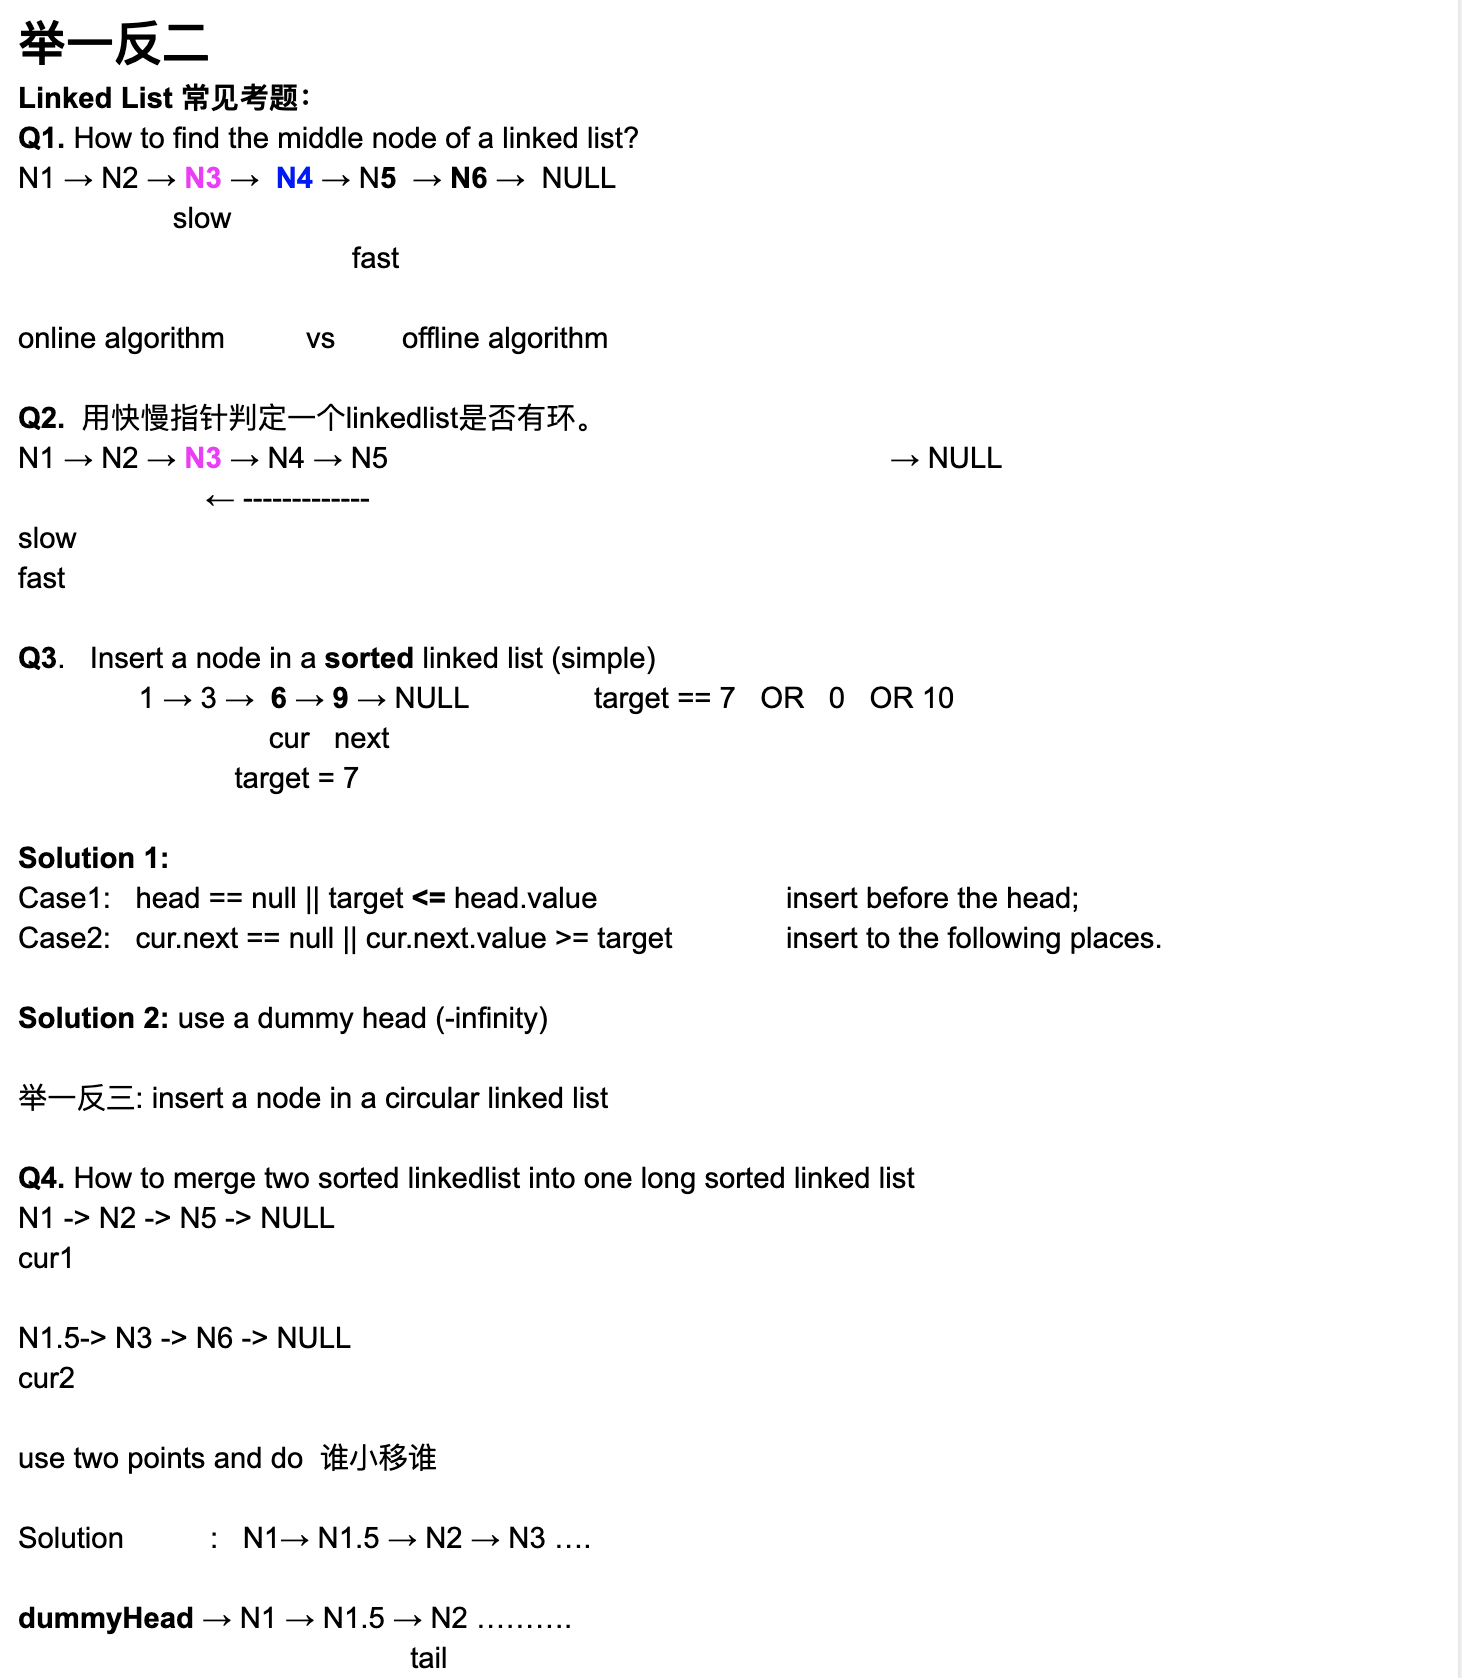 举一反二
Linked List 常见考题：
Q1. How to find the middle node of a linked list?
N1 → N2 → N3 → N4 → N5 → N6 → NULL
slow
fast
online algorithm vs offline algorithm
Q2. 用快慢指针判定一个linkedlist是否有环。
N1 → N2 → N3 → N4 → N5 → NULL
← -------------
slow
fast
Q3. Insert a node in a sorted linked list (simple)
1 → 3 → 6 → 9 → NULL target == 7 OR 0 OR 10
cur next
target = 7
Solution 1:
Case1: head == null || target <= head.value insert before the head;
Case2: cur.next == null || cur.next.value >= target insert to the following places.
Solution 2: use a dummy head (-infinity)
举一反三: insert a node in a circular linked list
Q4. How to merge two sorted linkedlist into one long sorted linked list
N1 -> N2 -> N5 -> NULL
cur1
N1.5-> N3 -> N6 -> NULL
cur2
use two points and do 谁小移谁
Solution : N1→ N1.5 → N2 → N3 ….
dummyHead → N1 → N1.5 → N2 ……….
tail